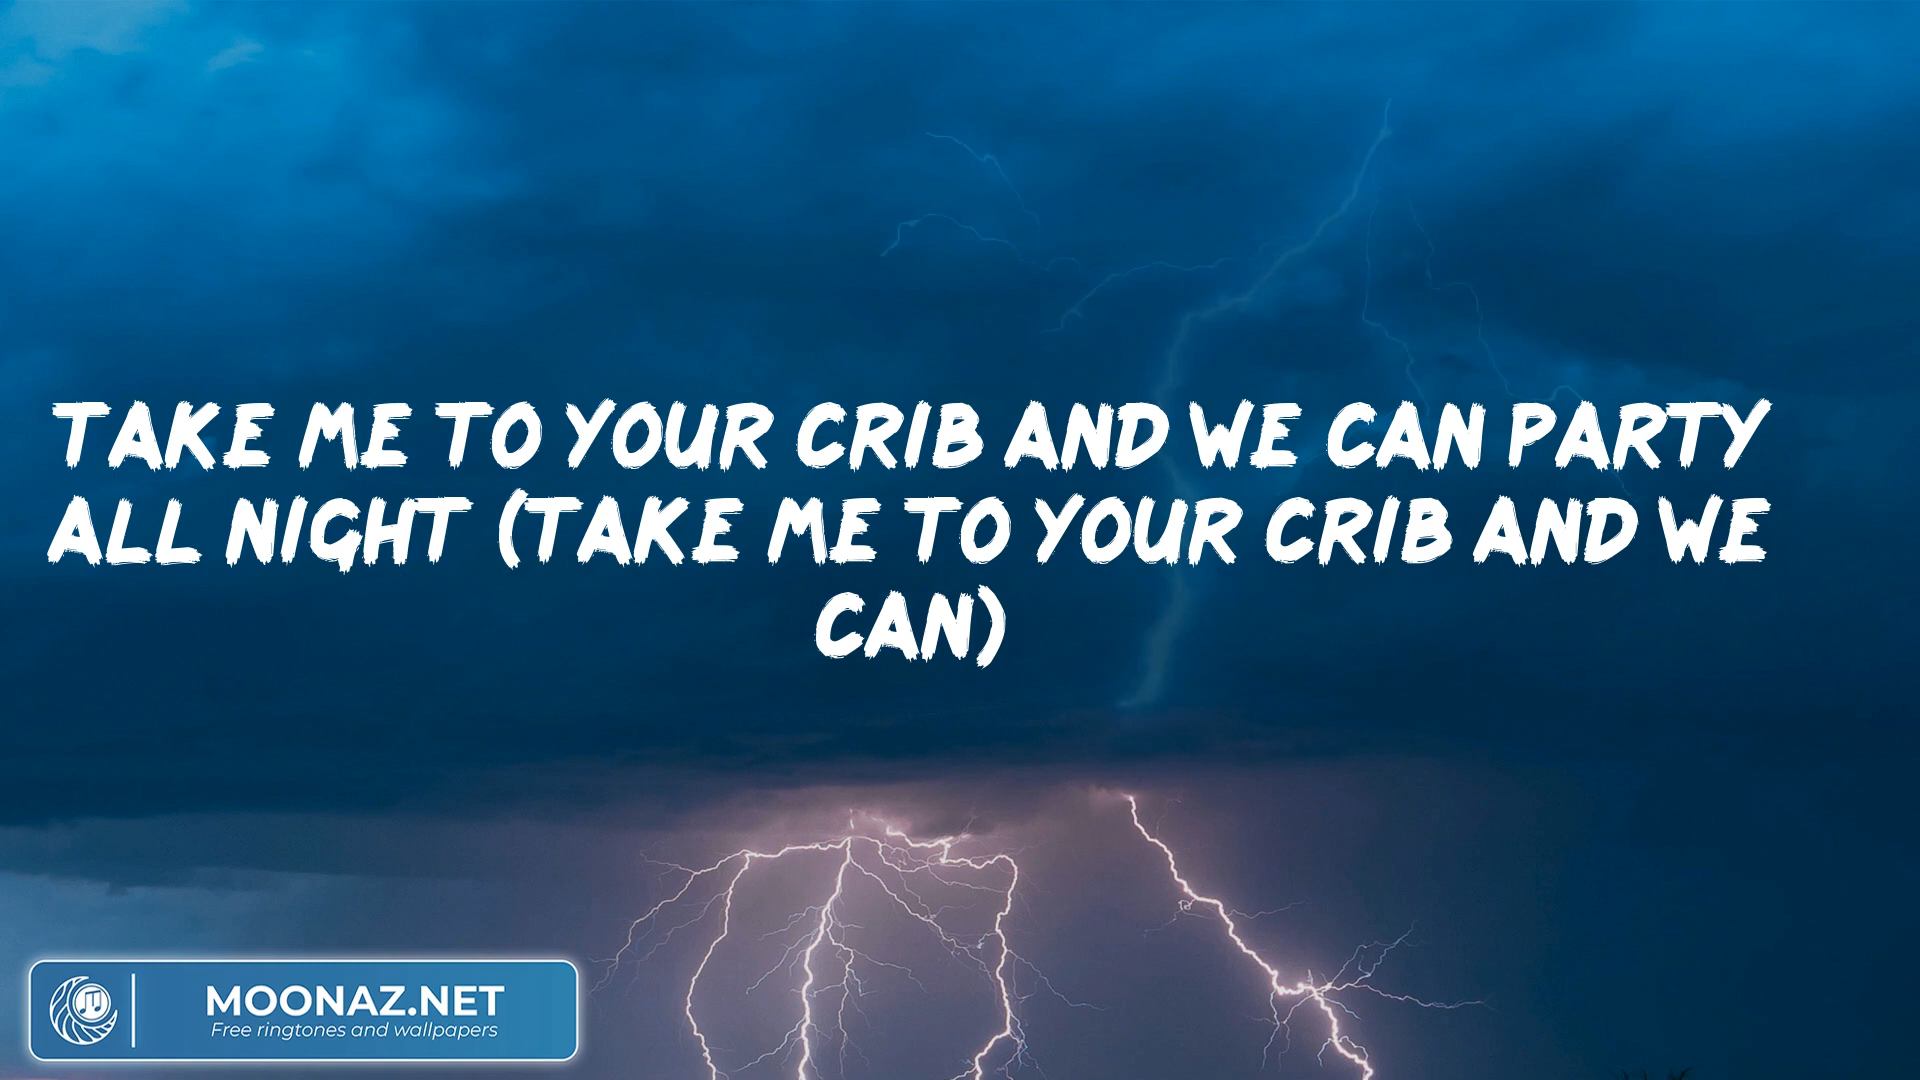 TAKE ME TO YOUR CRIB AND WE CAN PARTY
ALL NIGHT (TAKE ME TO YOUR CRIB AND WE
CAN)
MOONAZ.NET
Free ringtones and wallpapers